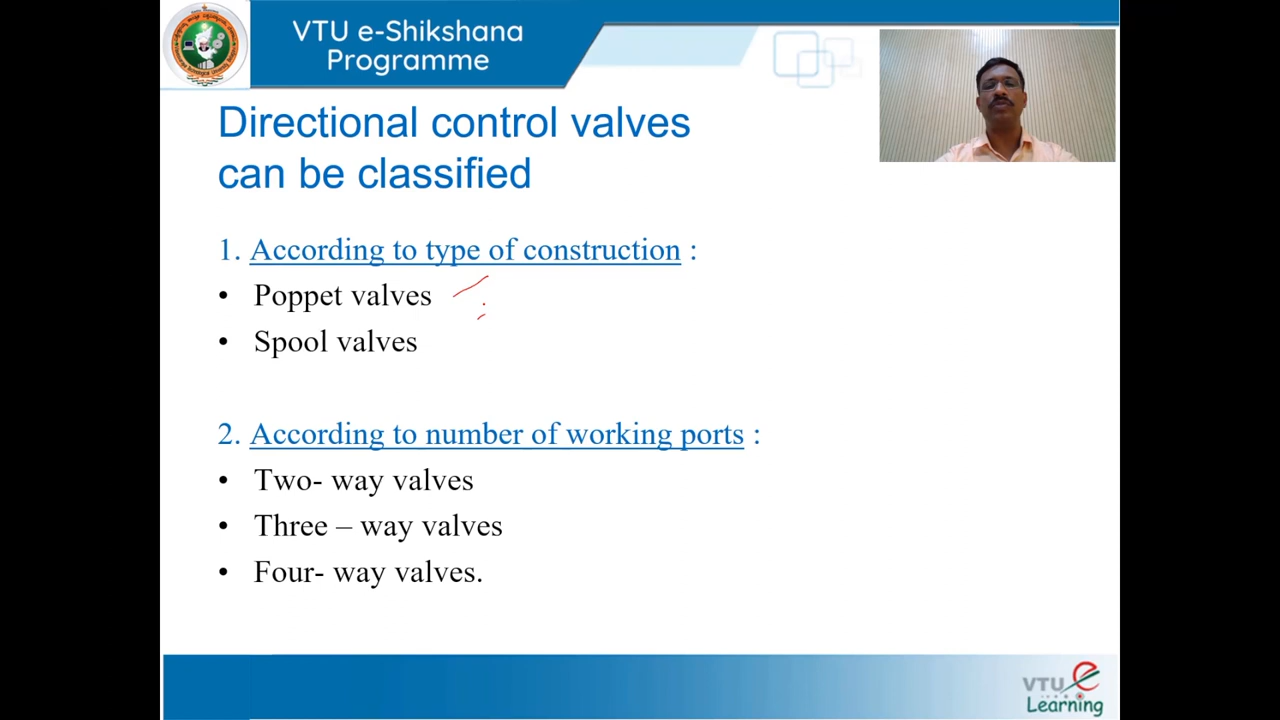 VTU e-Shikshana
Programme
Directional control valves
can be classified
1. According to type of construction :
• Poppet valves
• Spool valves
2. According to number of working ports :
• Two- way valves
• Three – way valves
• Four- way valves.
VTU e
Learning